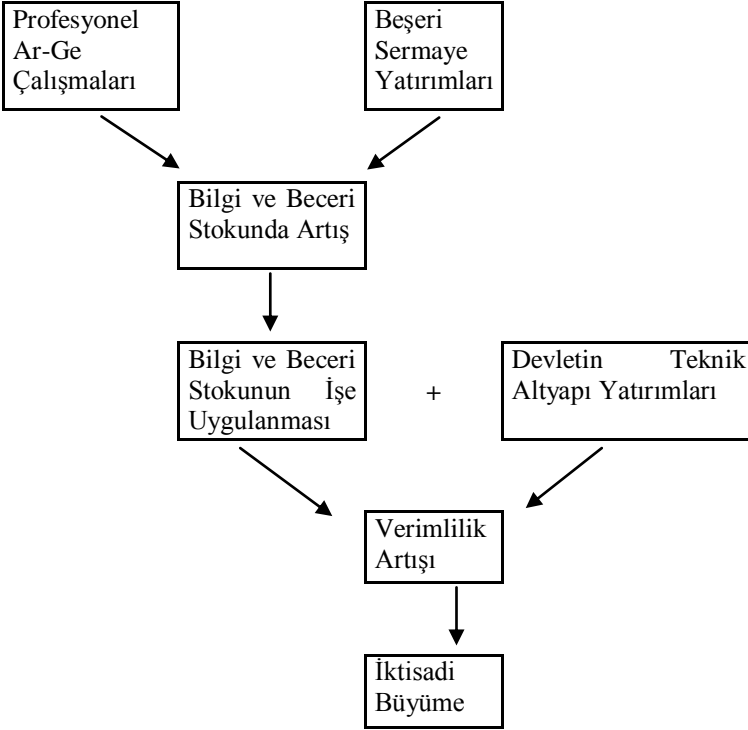 Profesyonel
Ar-Ge
Çalışmaları
Beşeri
Sermaye
Yatırımları
Bilgi ve Beceri
Stokunda Artış
Bilgi ve Beceri
Stokunun İşe
Uygulanması
+
Devletin Teknik
Altyapı Yatırımları
Verimlilik
Artışı
İktisadi
Büyüme